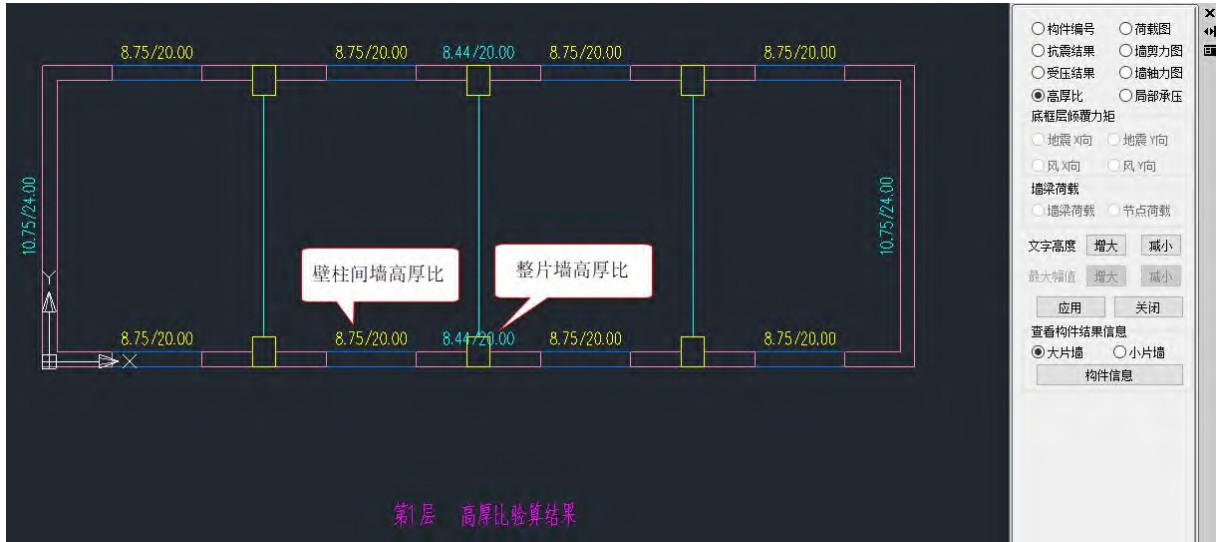 8.75/20.00 8.75/20.00 8.44/20.00 8.75/20.00 8.75/20.00
10.75/24.00
10.75/24.00
壁柱间墙高厚比
整片墙高厚比
Y
8.75/20.00 8.75/20.00 8.44/20.00 8.75/20.00 8.75/20.00
X
第1层 高厚比验算结果
构件编号 荷载图
抗震结果 墙剪力图
受压结果 墙轴力图
高厚比 局部承压
底框层倾覆力矩
地震X向 地震Y向
风X向 风Y向
墙梁荷载
墙梁荷载 节点荷载
文字高度 增大 减小
最大幅值 增大 减小
应用 关闭
查看构件结果信息
大片墙 小片墙
构件信息